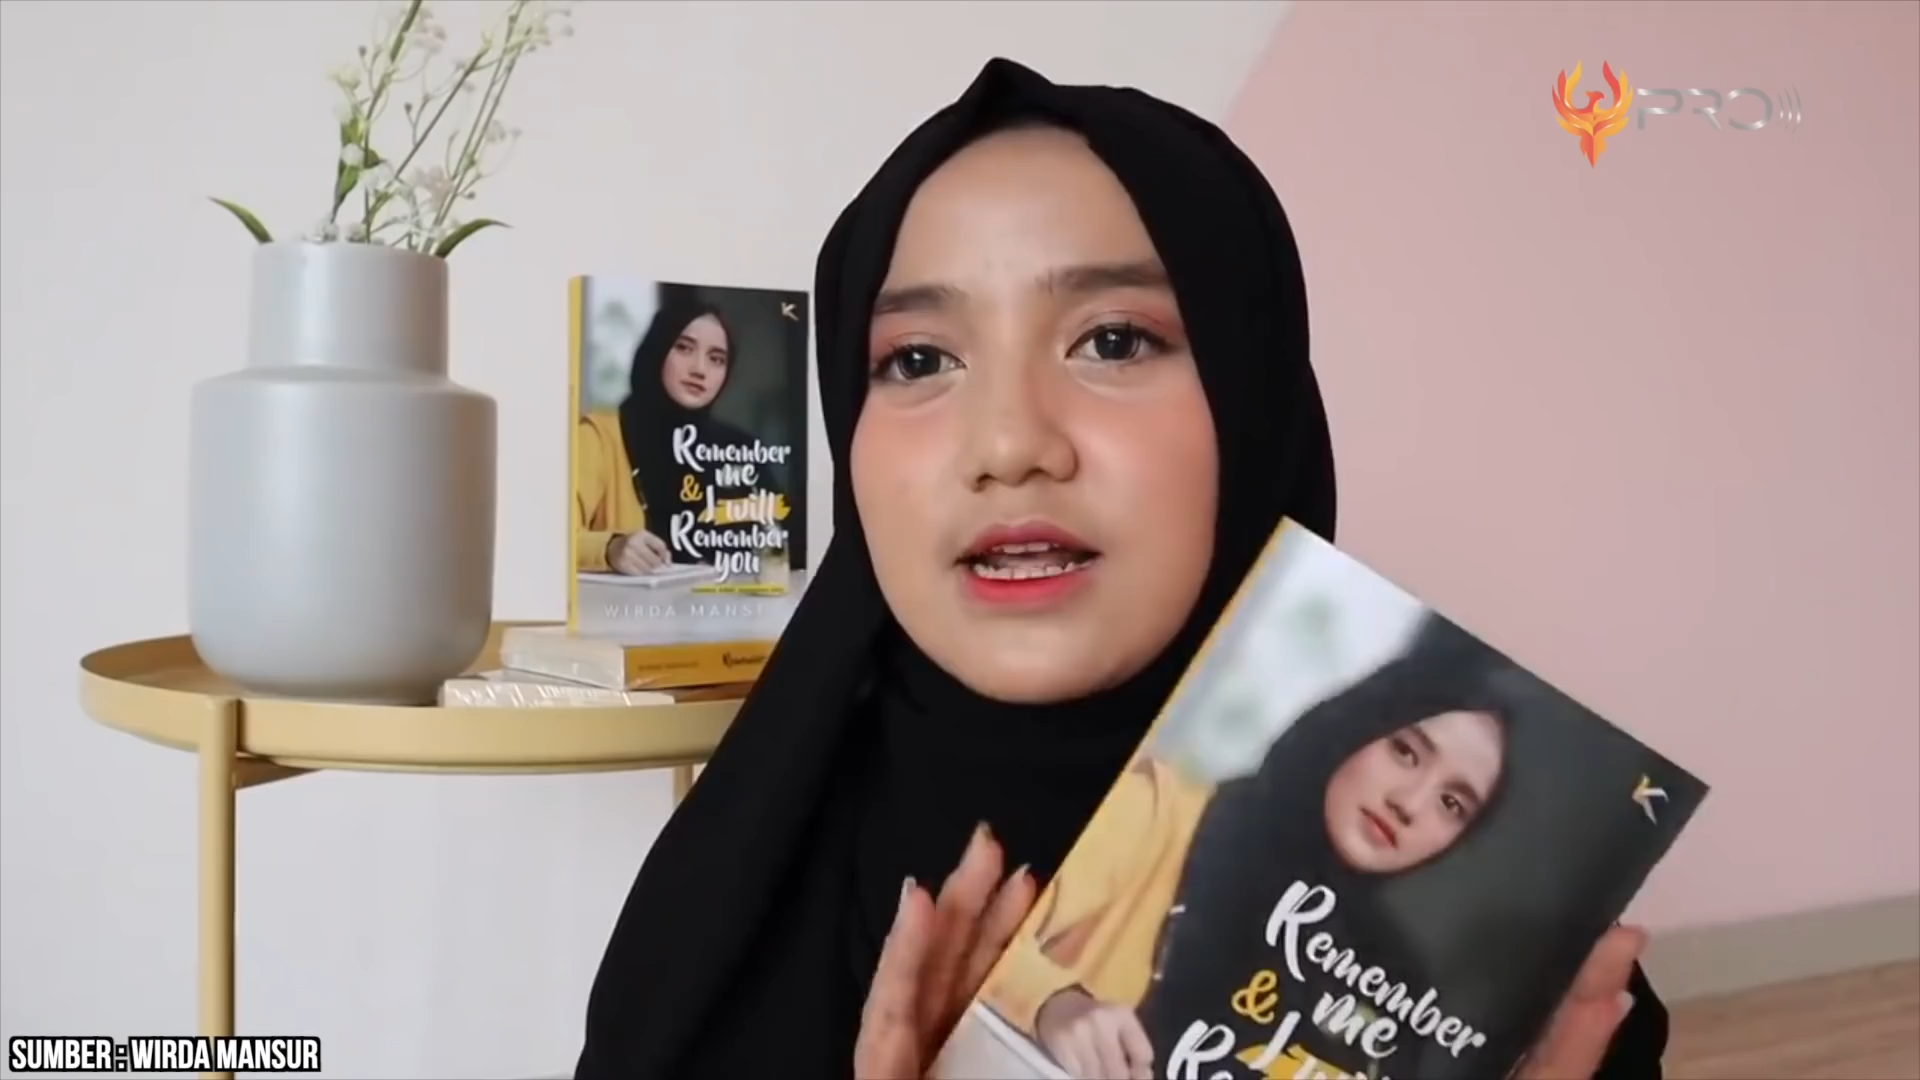 PRO
Remember
me
& I will
Remember
you
WIRDA MANS
Remember
me
& I
SUMBER : WIRDA MANSUR